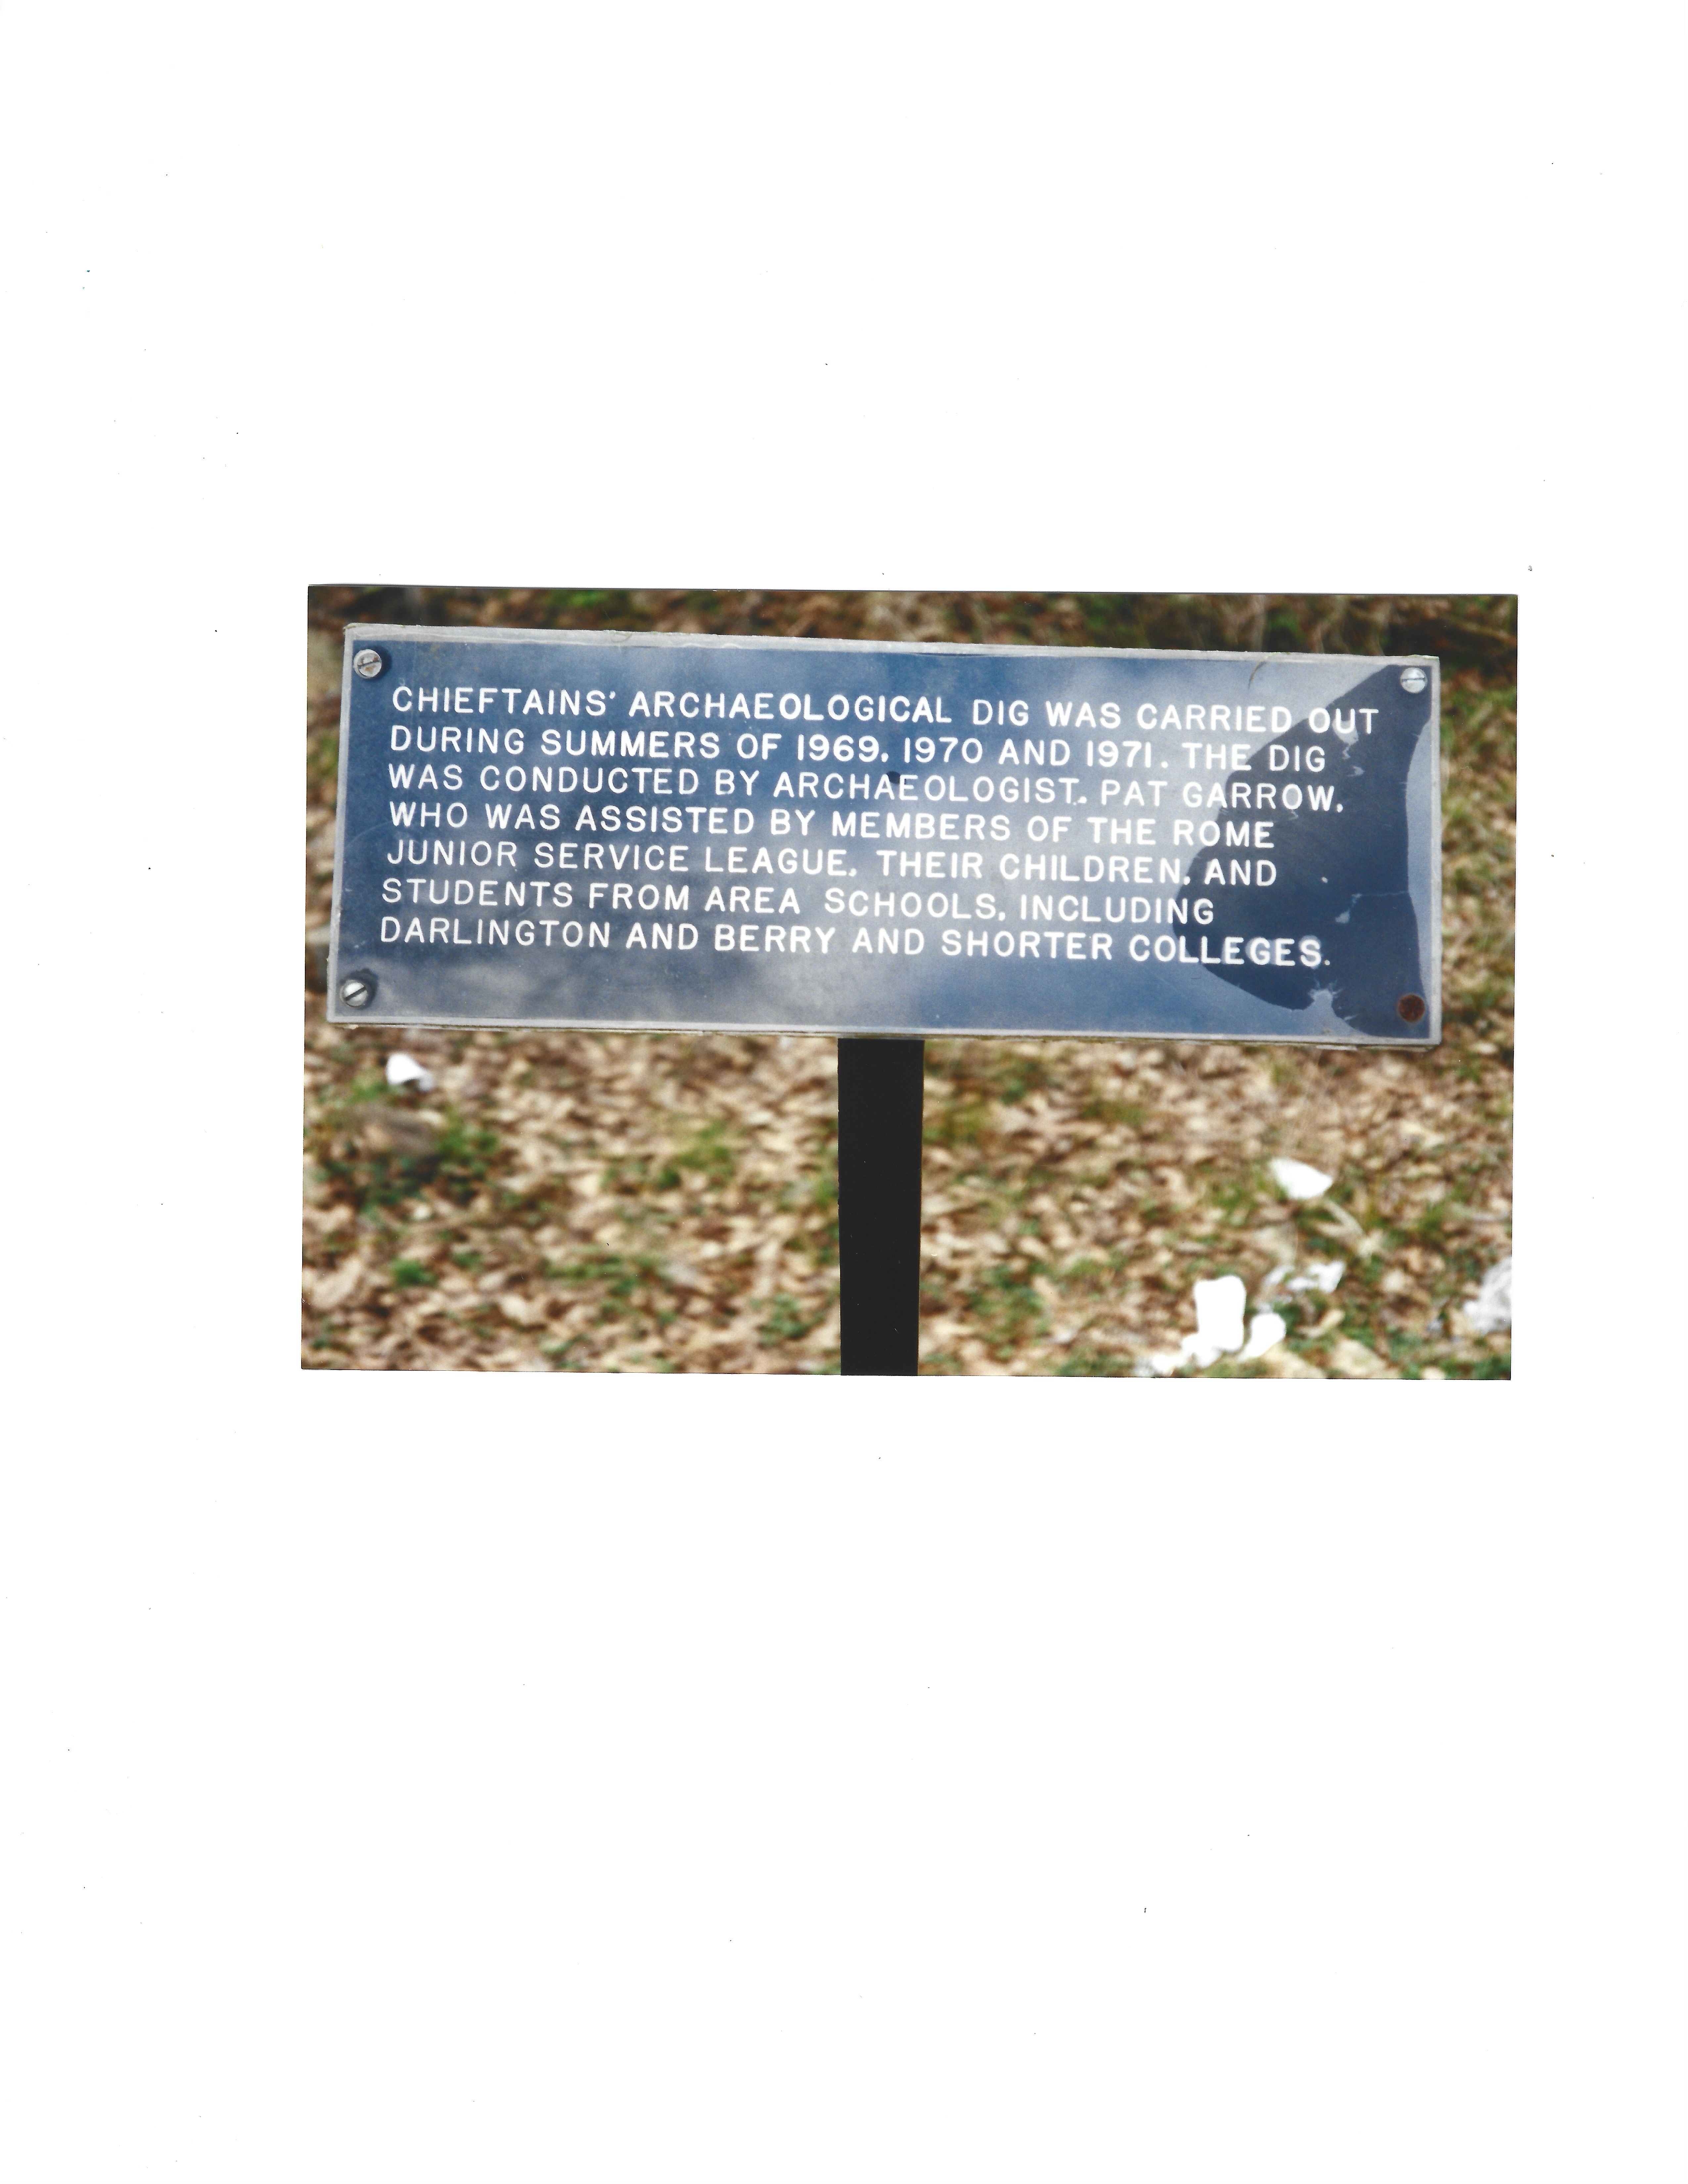 CHIEFTAINS' ARCHAEOLOGICAL DIG WAS CARRIED OUT
DURING SUMMERS OF 1969, 1970 AND 1971. THE DIG
WAS CONDUCTED BY ARCHAEOLOGIST, PAT GARROW,
WHO WAS ASSISTED BY MEMBERS OF THE ROME
JUNIOR SERVICE LEAGUE, THEIR CHILDREN, AND
STUDENTS FROM AREA SCHOOLS, INCLUDING
DARLINGTON AND BERRY AND SHORTER COLLEGES.